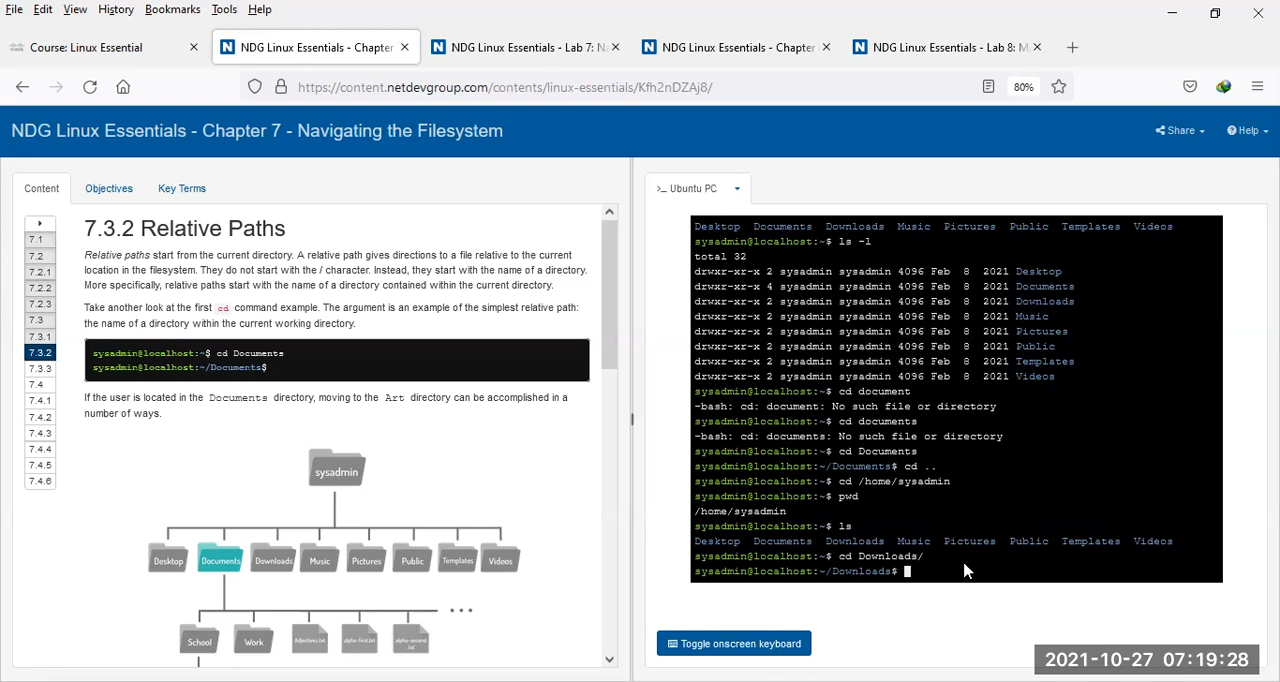 File Edit View History Bookmarks Tools Help
Course: Linux Essential
NDG Linux Essentials - Chapter
NDG Linux Essentials - Lab 7: Na
NDG Linux Essentials - Chapter
NDG Linux Essentials - Lab 8: M
https://content.netdevgroup.com/contents/linux-essentials/Kfh2nDZAj8/
80%
NDG Linux Essentials - Chapter 7 - Navigating the Filesystem
Share
Help
Content
Objectives
Key Terms
7.1
7.2
7.2.1
7.2.2
7.2.3
7.3
7.3.1
7.3.2
7.3.3
7.4
7.4.1
7.4.2
7.4.3
7.4.4
7.4.5
7.4.6
7.3.2 Relative Paths
Relative paths start from the current directory. A relative path gives directions to a file relative to the current
location in the filesystem. They do not start with the / character. Instead, they start with the name of a directory.
More specifically, relative paths start with the name of a directory contained within the current directory.
Take another look at the first cd command example. The argument is an example of the simplest relative path:
the name of a directory within the current working directory.
sysadmin@localhost:~$ cd Documents
sysadmin@localhost:~/Documents$
If the user is located in the Documents directory, moving to the Art directory can be accomplished in a
number of ways.
sysadmin
Desktop Documents Downloads Music Pictures Public Templates Videos
School Work Adjectives.txt alpha-first.txt alpha-second.txt
Ubuntu PC
Desktop Documents Downloads Music Pictures Public Templates Videos
sysadmin@localhost:~$ ls -l
total 32
drwxr-xr-x 2 sysadmin sysadmin 4096 Feb 8 2021 Desktop
drwxr-xr-x 4 sysadmin sysadmin 4096 Feb 8 2021 Documents
drwxr-xr-x 2 sysadmin sysadmin 4096 Feb 8 2021 Downloads
drwxr-xr-x 2 sysadmin sysadmin 4096 Feb 8 2021 Music
drwxr-xr-x 2 sysadmin sysadmin 4096 Feb 8 2021 Pictures
drwxr-xr-x 2 sysadmin sysadmin 4096 Feb 8 2021 Public
drwxr-xr-x 2 sysadmin sysadmin 4096 Feb 8 2021 Templates
drwxr-xr-x 2 sysadmin sysadmin 4096 Feb 8 2021 Videos
sysadmin@localhost:~$ cd document
-bash: cd: document: No such file or directory
sysadmin@localhost:~$ cd documents
-bash: cd: documents: No such file or directory
sysadmin@localhost:~$ cd Documents
sysadmin@localhost:~/Documents$ cd ..
sysadmin@localhost:~$ cd /home/sysadmin
sysadmin@localhost:~$ pwd
/home/sysadmin
sysadmin@localhost:~$ ls
Desktop Documents Downloads Music Pictures Public Templates Videos
sysadmin@localhost:~$ cd Downloads/
sysadmin@localhost:~/Downloads$
Toggle onscreen keyboard
2021-10-27 07:19:28